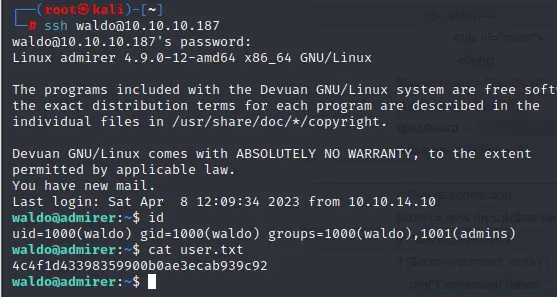 ┌──(root㉿kali)-[~]
└─# ssh waldo@10.10.10.187
waldo@10.10.10.187's password:
Linux admirer 4.9.0-12-amd64 x86_64 GNU/Linux
The programs included with the Devuan GNU/Linux system are free soft
the exact distribution terms for each program are described in the
individual files in /usr/share/doc/*/copyright.
Devuan GNU/Linux comes with ABSOLUTELY NO WARRANTY, to the extent
permitted by applicable law.
You have new mail.
Last login: Sat Apr  8 12:09:34 2023 from 10.10.14.10
waldo@admirer:~$ id
uid=1000(waldo) gid=1000(waldo) groups=1000(waldo),1001(admins)
waldo@admirer:~$ cat user.txt
4c4f1d43398359900b0ae3ecab939c92
waldo@admirer:~$